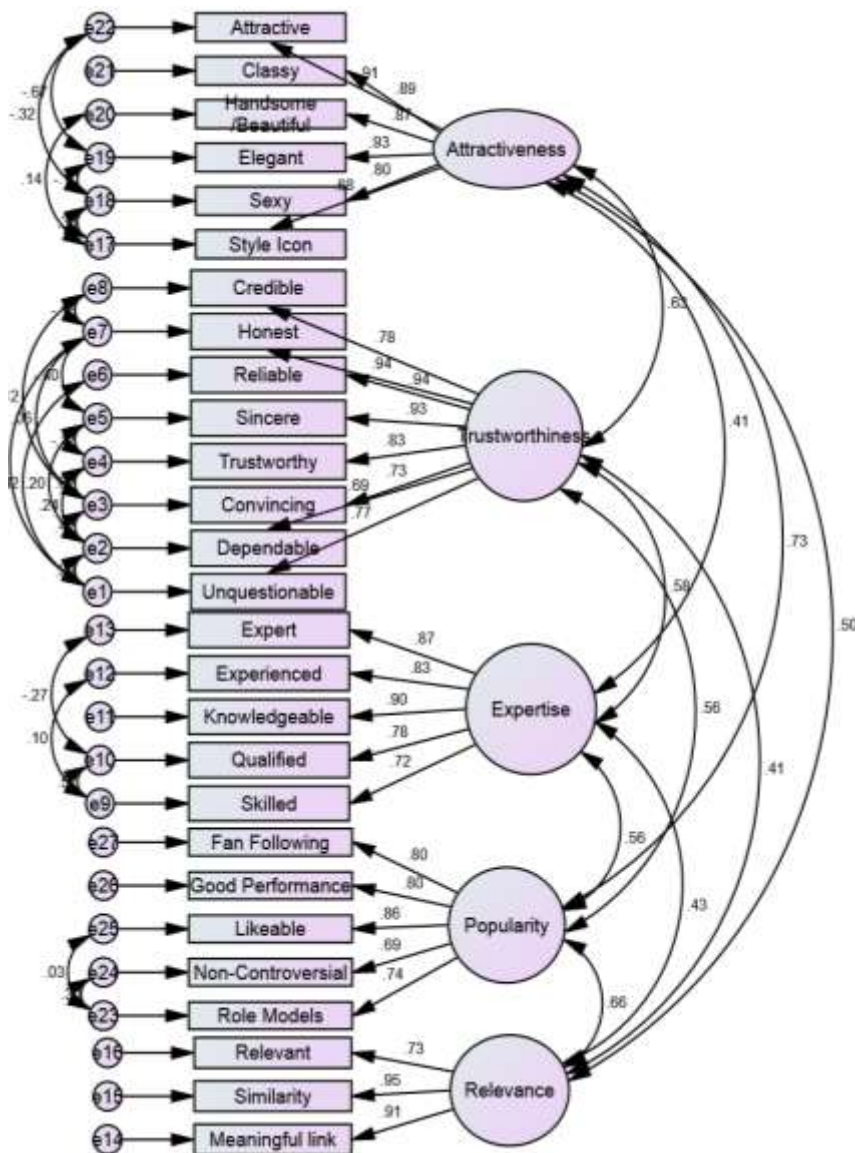 e22 Attractive
e21 Classy .91 .89
-.67
-.32
e20 Handsome
/Beautiful .87
e19 Elegant .93
Attractiveness
.14
e18 Sexy .80
.68
e17 Style Icon
e8 Credible
.63
e7 Honest .78
e6 Reliable .94 .94
e5 Sincere .93
Trustworthiness
.41
e4 Trustworthy .83
.73
.73
e3 Convincing .69
.20
.77
e2 Dependable
e1 Unquestionable
.58
.50
e13 Expert .87
e12 Experienced .83
-.27
e11 Knowledgeable .90
Expertise
.56
e10 Qualified .78
.10
.72
.41
e9 Skilled
e27 Fan Following .80
.56
e26 Good Performance .80
e25 Likeable .86
Popularity
.43
e24 Non-Controversial .69
.03
.74
.66
e23 Role Models
e16 Relevant .73
e15 Similarity .95
Relevance
e14 Meaningful link .91